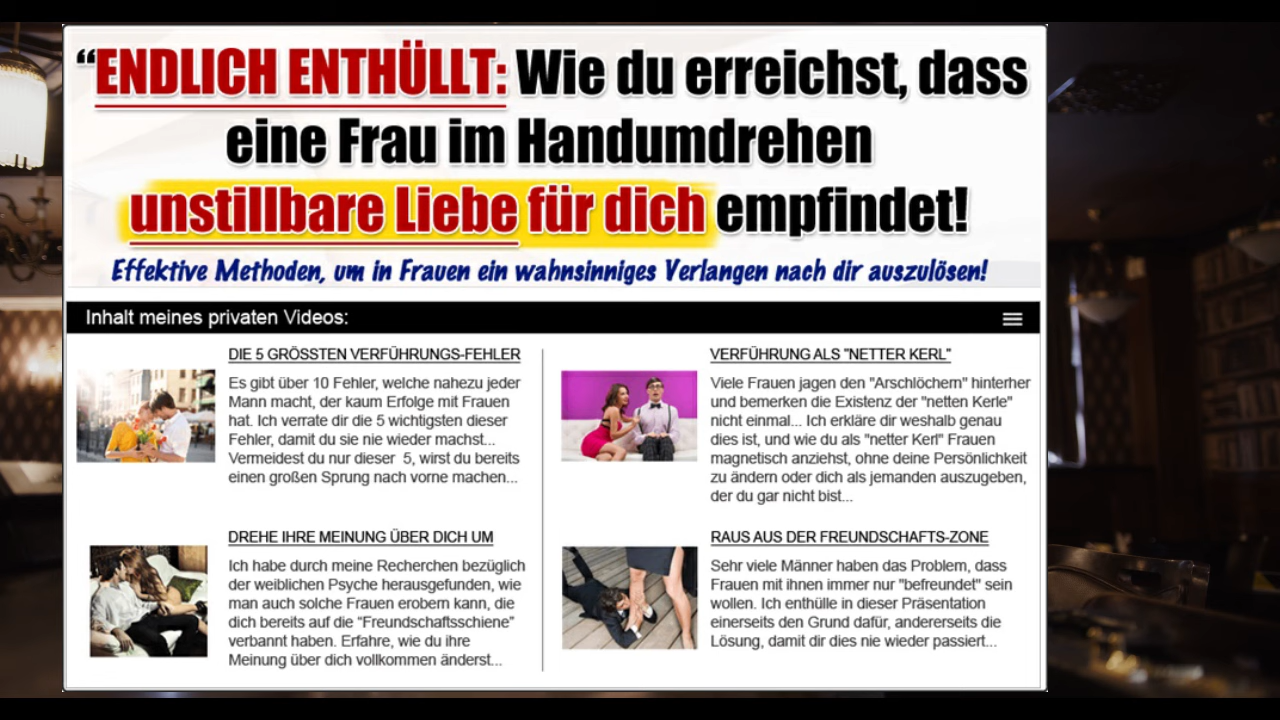 “ENDLICH ENTHÜLLT: Wie du erreichst, dass
eine Frau im Handumdrehen
unstillbare Liebe für dich empfindet!
Effektive Methoden, um in Frauen ein wahnsinniges Verlangen nach dir auszulösen!
Inhalt meines privaten Videos:
DIE 5 GRÖSSTEN VERFÜHRUNGS-FEHLER
Es gibt über 10 Fehler, welche nahezu jeder
Mann macht, der kaum Erfolge mit Frauen
hat. Ich verrate dir die 5 wichtigsten dieser
Fehler, damit du sie nie wieder machst...
Vermeidest du nur dieser 5, wirst du bereits
einen großen Sprung nach vorne machen...
VERFÜHRUNG ALS "NETTER KERL"
Viele Frauen jagen den "Arschlöchern" hinterher
und bemerken die Existenz der "netten Kerle"
nicht einmal... Ich erkläre dir weshalb genau
dies ist, und wie du als "netter Kerl" Frauen
magnetisch anziehst, ohne deine Persönlichkeit
zu ändern oder dich als jemanden auszugeben,
der du gar nicht bist...
DREHE IHRE MEINUNG ÜBER DICH UM
Ich habe durch meine Recherchen bezüglich
der weiblichen Psyche herausgefunden, wie
man auch solche Frauen erobern kann, die
dich bereits auf die “Freundschaftsschiene”
verbannt haben. Erfahre, wie du ihre
Meinung über dich vollkommen änderst...
RAUS AUS DER FREUNDSCHAFTS-ZONE
Sehr viele Männer haben das Problem, dass
Frauen mit ihnen immer nur "befreundet" sein
wollen. Ich enthülle in dieser Präsentation
einerseits den Grund dafür, andererseits die
Lösung, damit dir dies nie wieder passiert...